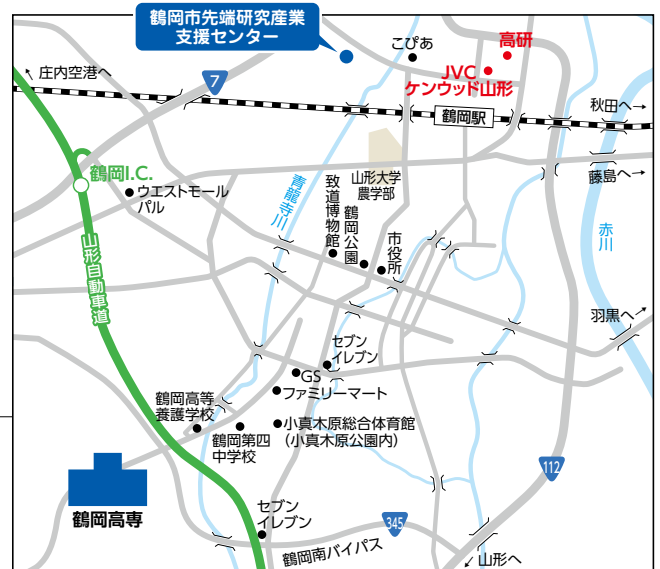 鶴岡市先端研究産業
支援センター
こぴあ
高研
JVC
ケンウッド山形
庄内空港へ
7
鶴岡駅
秋田へ
鶴岡I.C.
ウエストモール
パル
青龍寺川
致道博物館
鶴岡公園
山形大学
農学部
市役所
藤島へ
赤川
山形自動車道
羽黒へ
セブン
イレブン
GS
ファミリーマート
鶴岡高等
養護学校
鶴岡第四
中学校
小真木原総合体育館
(小真木原公園内)
112
鶴岡高専
セブン
イレブン
345
鶴岡南バイパス
山形へ